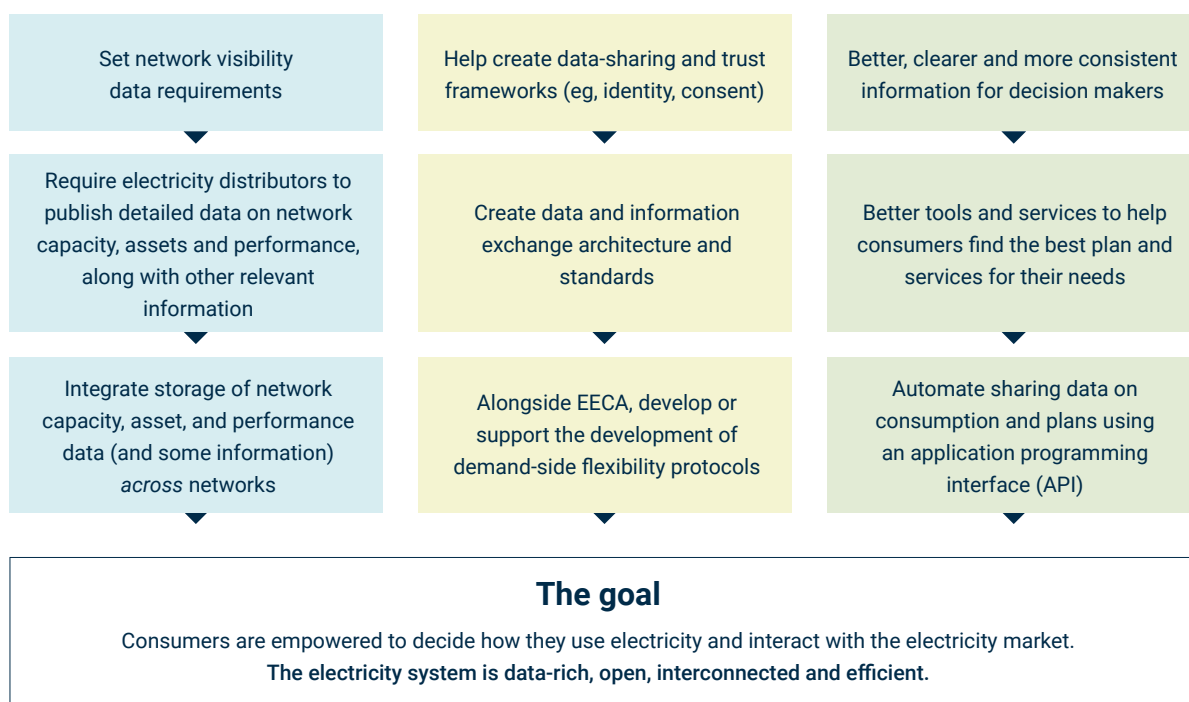 Set network visibility
data requirements
Require electricity distributors to
publish detailed data on network
capacity, assets and performance,
along with other relevant
information
Integrate storage of network
capacity, asset, and performance
data (and some information)
across networks
Help create data-sharing and trust
frameworks (eg, identity, consent)
Create data and information
exchange architecture and
standards
Alongside EECA, develop or
support the development of
demand-side flexibility protocols
Better, clearer and more consistent
information for decision makers
Better tools and services to help
consumers find the best plan and
services for their needs
Automate sharing data on
consumption and plans using
an application programming
interface (API)
The goal
Consumers are empowered to decide how they use electricity and interact with the electricity market.
The electricity system is data-rich, open, interconnected and efficient.